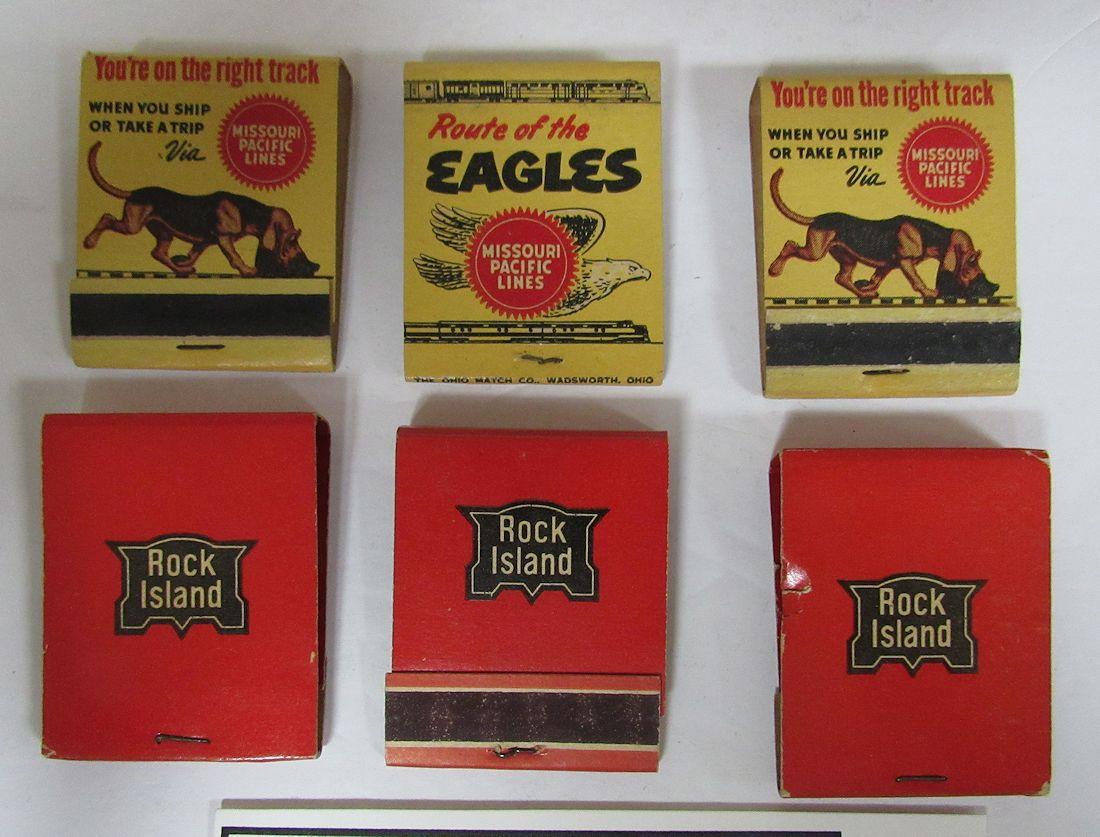 You're on the right track
WHEN YOU SHIP
OR TAKE A TRIP
Via
MISSOURI
PACIFIC
LINES
Route of the
EAGLES
MISSOURI
PACIFIC
LINES
THE OHIO MATCH CO., WADSWORTH, OHIO
You're on the right track
WHEN YOU SHIP
OR TAKE A TRIP
Via
MISSOURI
PACIFIC
LINES
Rock
Island
Rock
Island
Rock
Island